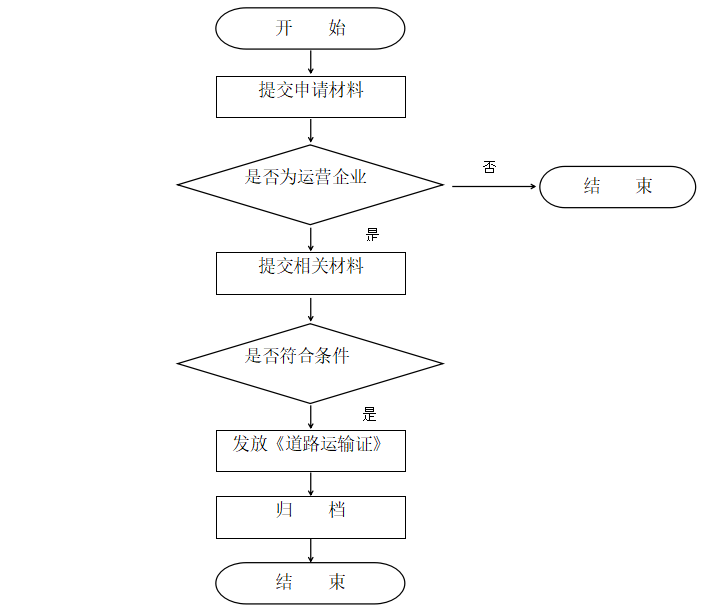 开 始
提交申请材料
是否为运营企业
否
结 束
是
提交相关材料
是否符合条件
是
发放《道路运输证》
归 档
结 束